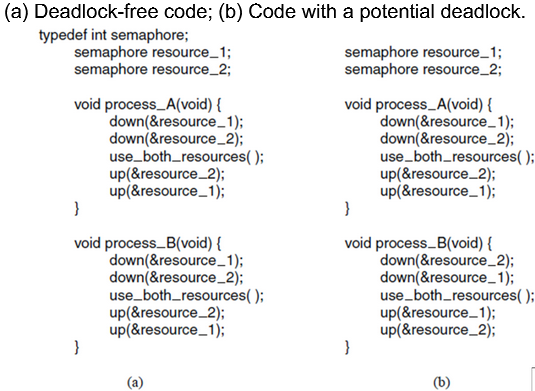 (a) Deadlock-free code; (b) Code with a potential deadlock.
typedef int semaphore;
semaphore resource_1;
semaphore resource_2;
void process_A(void) {
down(&resource_1);
down(&resource_2);
use_both_resources( );
up(&resource_2);
up(&resource_1);
}
void process_B(void) {
down(&resource_1);
down(&resource_2);
use_both_resources( );
up(&resource_2);
up(&resource_1);
}
(a)
semaphore resource_1;
semaphore resource_2;
void process_A(void) {
down(&resource_1);
down(&resource_2);
use_both_resources( );
up(&resource_2);
up(&resource_1);
}
void process_B(void) {
down(&resource_2);
down(&resource_1);
use_both_resources( );
up(&resource_1);
up(&resource_2);
}
(b)